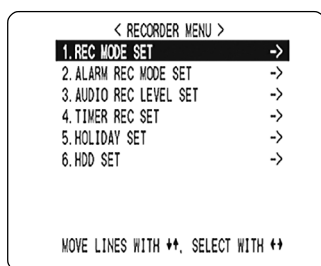 < RECORDER MENU >
1.REC MODE SET ->
2.ALARM REC MODE SET ->
3.AUDIO REC LEVEL SET ->
4.TIMER REC SET ->
5.HOLIDAY SET ->
6.HDD SET ->
MOVE LINES WITH ↓↑, SELECT WITH ←→